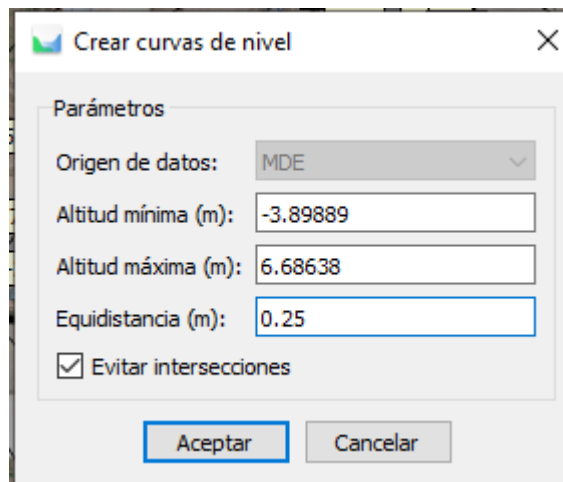 Crear curvas de nivel
Parámetros
Origen de datos: MDE
Altitud mínima (m): -3.89889
Altitud máxima (m): 6.68638
Equidistancia (m): 0.25
Evitar intersecciones
Aceptar Cancelar